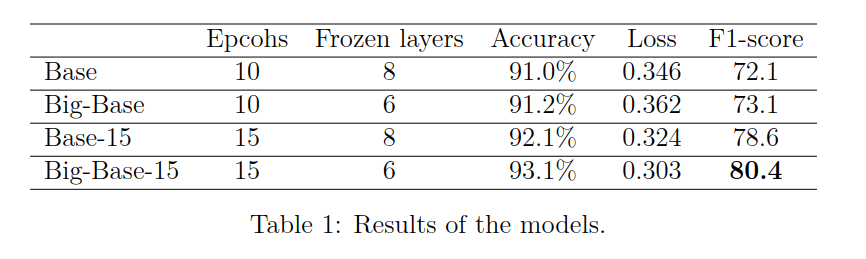 Epcohs Frozen layers Accuracy Loss F1-score
Base 10 8 91.0% 0.346 72.1
Big-Base 10 6 91.2% 0.362 73.1
Base-15 15 8 92.1% 0.324 78.6
Big-Base-15 15 6 93.1% 0.303 80.4
Table 1: Results of the models.